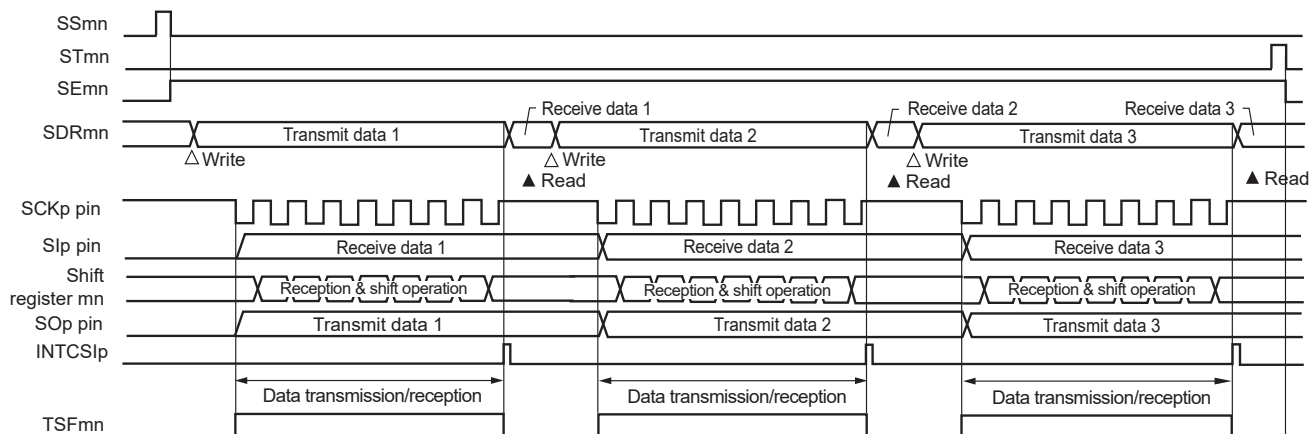 SSmn
STmn
SEmn
Receive data 1 Receive data 2 Receive data 3
SDRmn Transmit data 1 Transmit data 2 Transmit data 3
△ Write △ Write △ Write
▲ Read ▲ Read ▲ Read
SCKp pin
SIp pin Receive data 1 Receive data 2 Receive data 3
Shift
register mn Reception & shift operation Reception & shift operation Reception & shift operation
SOp pin Transmit data 1 Transmit data 2 Transmit data 3
INTCSIp
Data transmission/reception Data transmission/reception Data transmission/reception
TSFmn